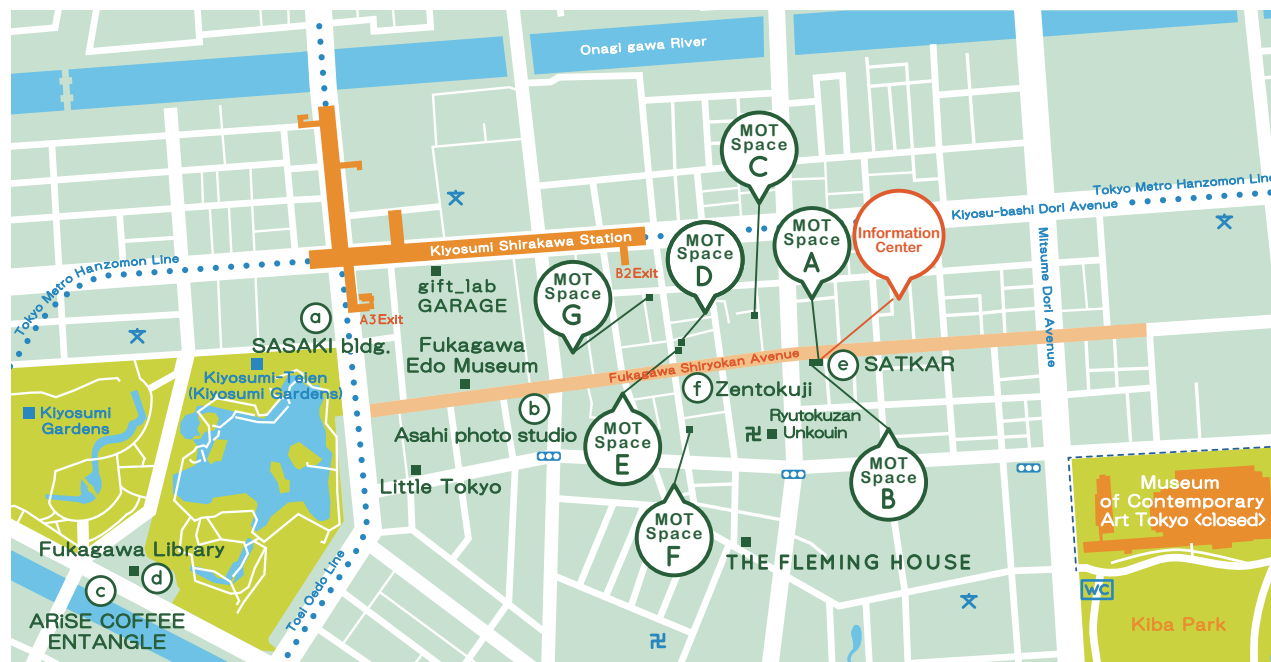 Onagi gawa River
MOT
Space
C
Tokyo Metro Hanzomon Line
Kiyosu-bashi Dori Avenue
MOT
Space
A
Information
Center
Kiyosumi Shirakawa Station
MOT
Space
D
Mitsume Dori Avenue
Tokyo Metro Hanzomon Line
B2Exit
gift_lab
GARAGE
MOT
Space
G
A3Exit
a
SASAKI bldg.
Fukagawa
Edo Museum
Fukagawa Shiryokan Avenue
e
SATKAR
Kiyosumi-Teien
(Kiyosumi Gardens)
f
Zentokuji
Kiyosumi
Gardens
b
Asahi photo studio
Ryutokuzan
Unkouin
卍
MOT
Space
E
MOT
Space
B
Little Tokyo
Museum
of Contemporary
Art Tokyo <closed>
MOT
Space
F
Fukagawa Library
c
d
THE FLEMING HOUSE
Toei Oedo Line
WC
ARiSE COFFEE
ENTANGLE
Kiba Park
卍